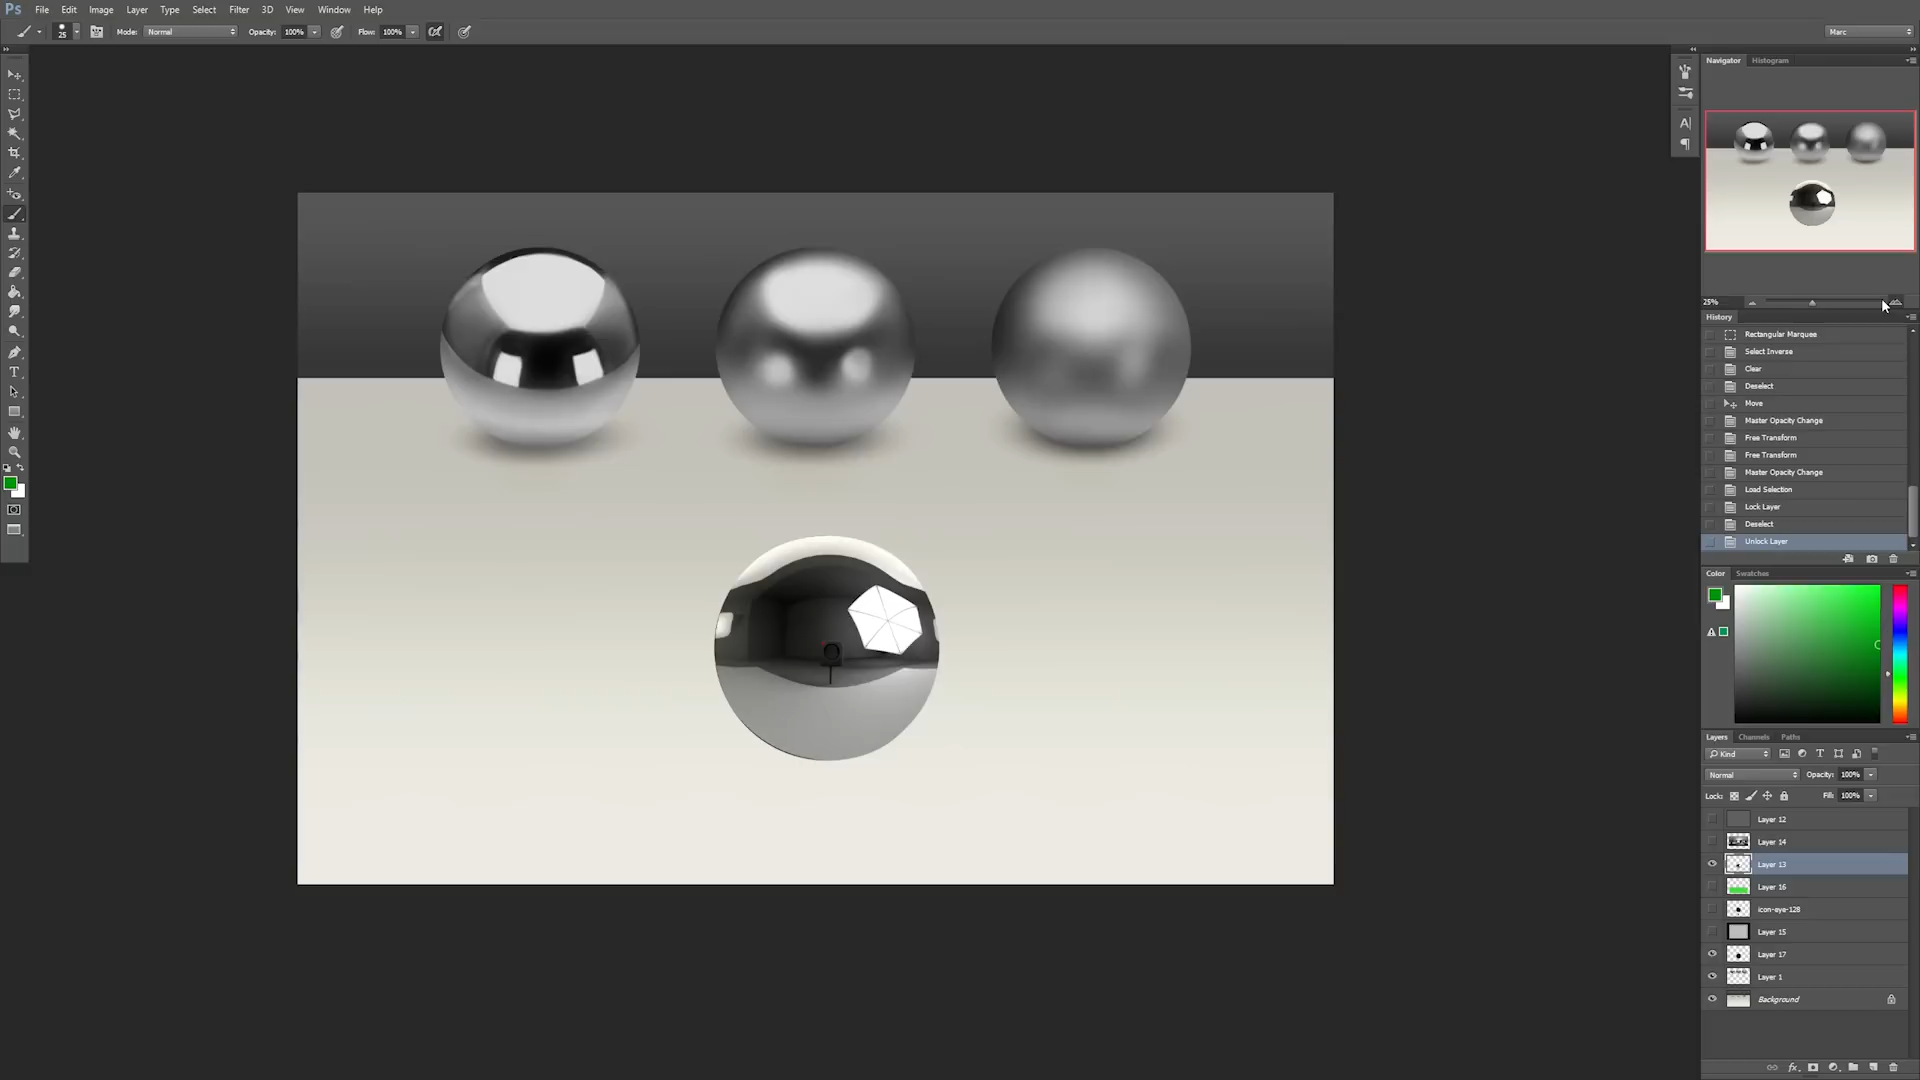 Ps File Edit Image Layer Type Select Filter 3D View Window Help
25 Mode: Normal Opacity: 100% Flow: 100% Marc
Navigator Histogram
25%
History
Rectangular Marquee
Select Inverse
Clear
Deselect
Move
Master Opacity Change
Free Transform
Free Transform
Master Opacity Change
Load Selection
Lock Layer
Deselect
Unlock Layer
Color Swatches
Layers Channels Paths
Kind
Normal Opacity: 100%
Lock: Fill: 100%
Layer 12
Layer 14
Layer 13
Layer 16
icon-eye-128
Layer 15
Layer 17
Layer 1
Background